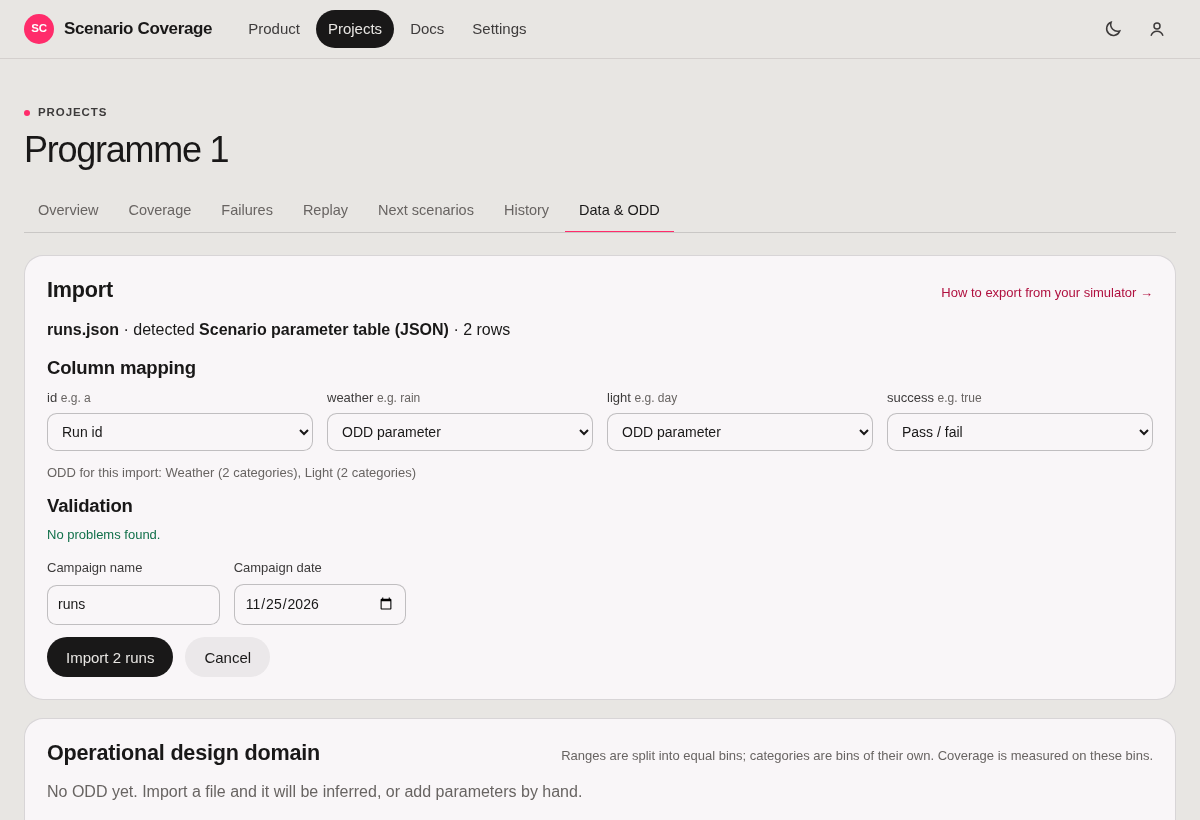 SC Scenario Coverage Product Projects Docs Settings
PROJECTS
Programme 1
Overview Coverage Failures Replay Next scenarios History Data & ODD
Import How to export from your simulator →
runs.json · detected Scenario parameter table (JSON) · 2 rows
Column mapping
id e.g. a weather e.g. rain light e.g. day success e.g. true
Run id ODD parameter ODD parameter Pass / fail
ODD for this import: Weather (2 categories), Light (2 categories)
Validation
No problems found.
Campaign name Campaign date
runs 11/25/2026
Import 2 runs Cancel
Operational design domain Ranges are split into equal bins; categories are bins of their own. Coverage is measured on these bins.
No ODD yet. Import a file and it will be inferred, or add parameters by hand.